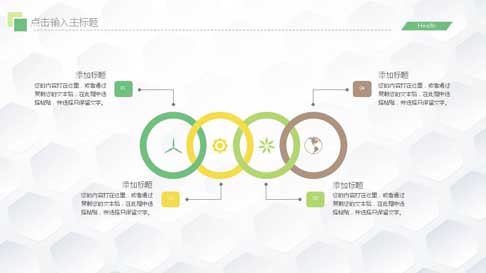 点击输入主标题
Health
添加标题
您的内容打在这里，或者通过
复制您的文本后，在此框中选
择粘贴，并选择只保留文字。
01
04
添加标题
您的内容打在这里，或者通过
复制您的文本后，在此框中选
择粘贴，并选择只保留文字。
添加标题
您的内容打在这里，或者通过
复制您的文本后，在此框中选
择粘贴，并选择只保留文字。
添加标题
您的内容打在这里，或者通过
复制您的文本后，在此框中选
择粘贴，并选择只保留文字。